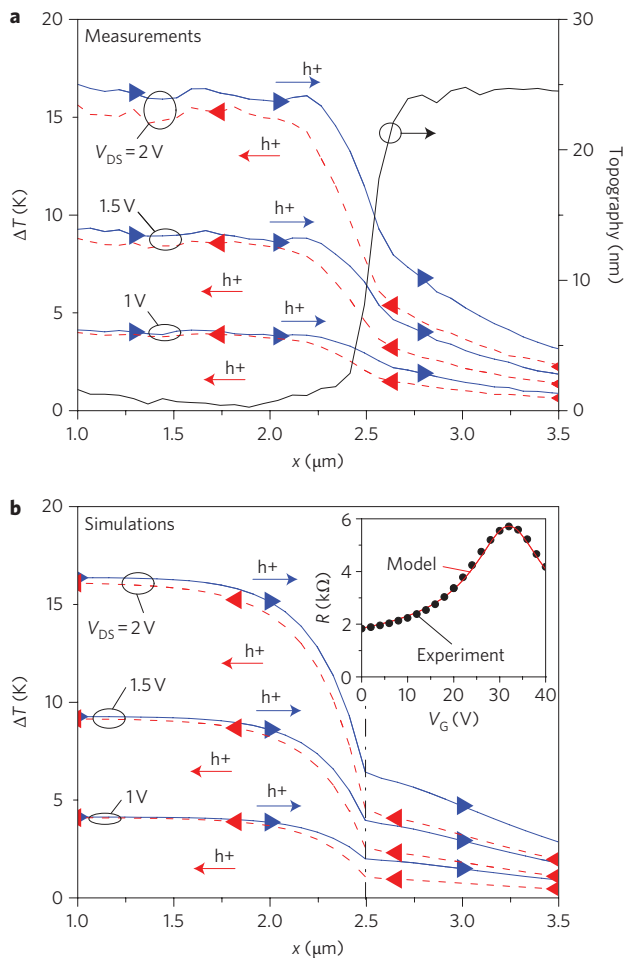 a
Measurements
20
15
10
5
0
ΔT (K)
30
20
10
0
Topography (nm)
V_DS = 2 V
1.5 V
1 V
h+
h+
h+
h+
h+
h+
1.0
1.5
2.0
2.5
3.0
3.5
x (μm)
b
Simulations
20
15
10
5
0
ΔT (K)
V_DS = 2 V
1.5 V
1 V
h+
h+
h+
h+
h+
h+
6
4
2
0
R (kΩ)
Model
Experiment
0
10
20
30
40
V_G (V)
1.0
1.5
2.0
2.5
3.0
3.5
x (μm)